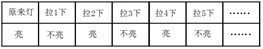 原来灯 拉1下 拉2下 拉3下 拉4下 拉5下 ……
亮 不亮 亮 不亮 亮 不亮 ……